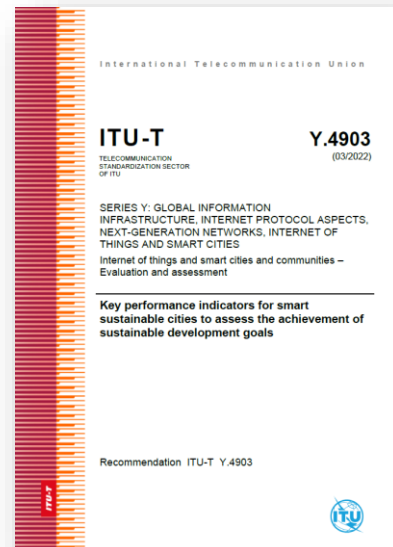 International Telecommunication Union
ITU-T
Y.4903
TELECOMMUNICATION
STANDARDIZATION SECTOR
OF ITU
(03/2022)
SERIES Y: GLOBAL INFORMATION
INFRASTRUCTURE, INTERNET PROTOCOL ASPECTS,
NEXT-GENERATION NETWORKS, INTERNET OF
THINGS AND SMART CITIES
Internet of things and smart cities and communities –
Evaluation and assessment
Key performance indicators for smart
sustainable cities to assess the achievement of
sustainable development goals
Recommendation ITU-T Y.4903
ITU-T
ITU